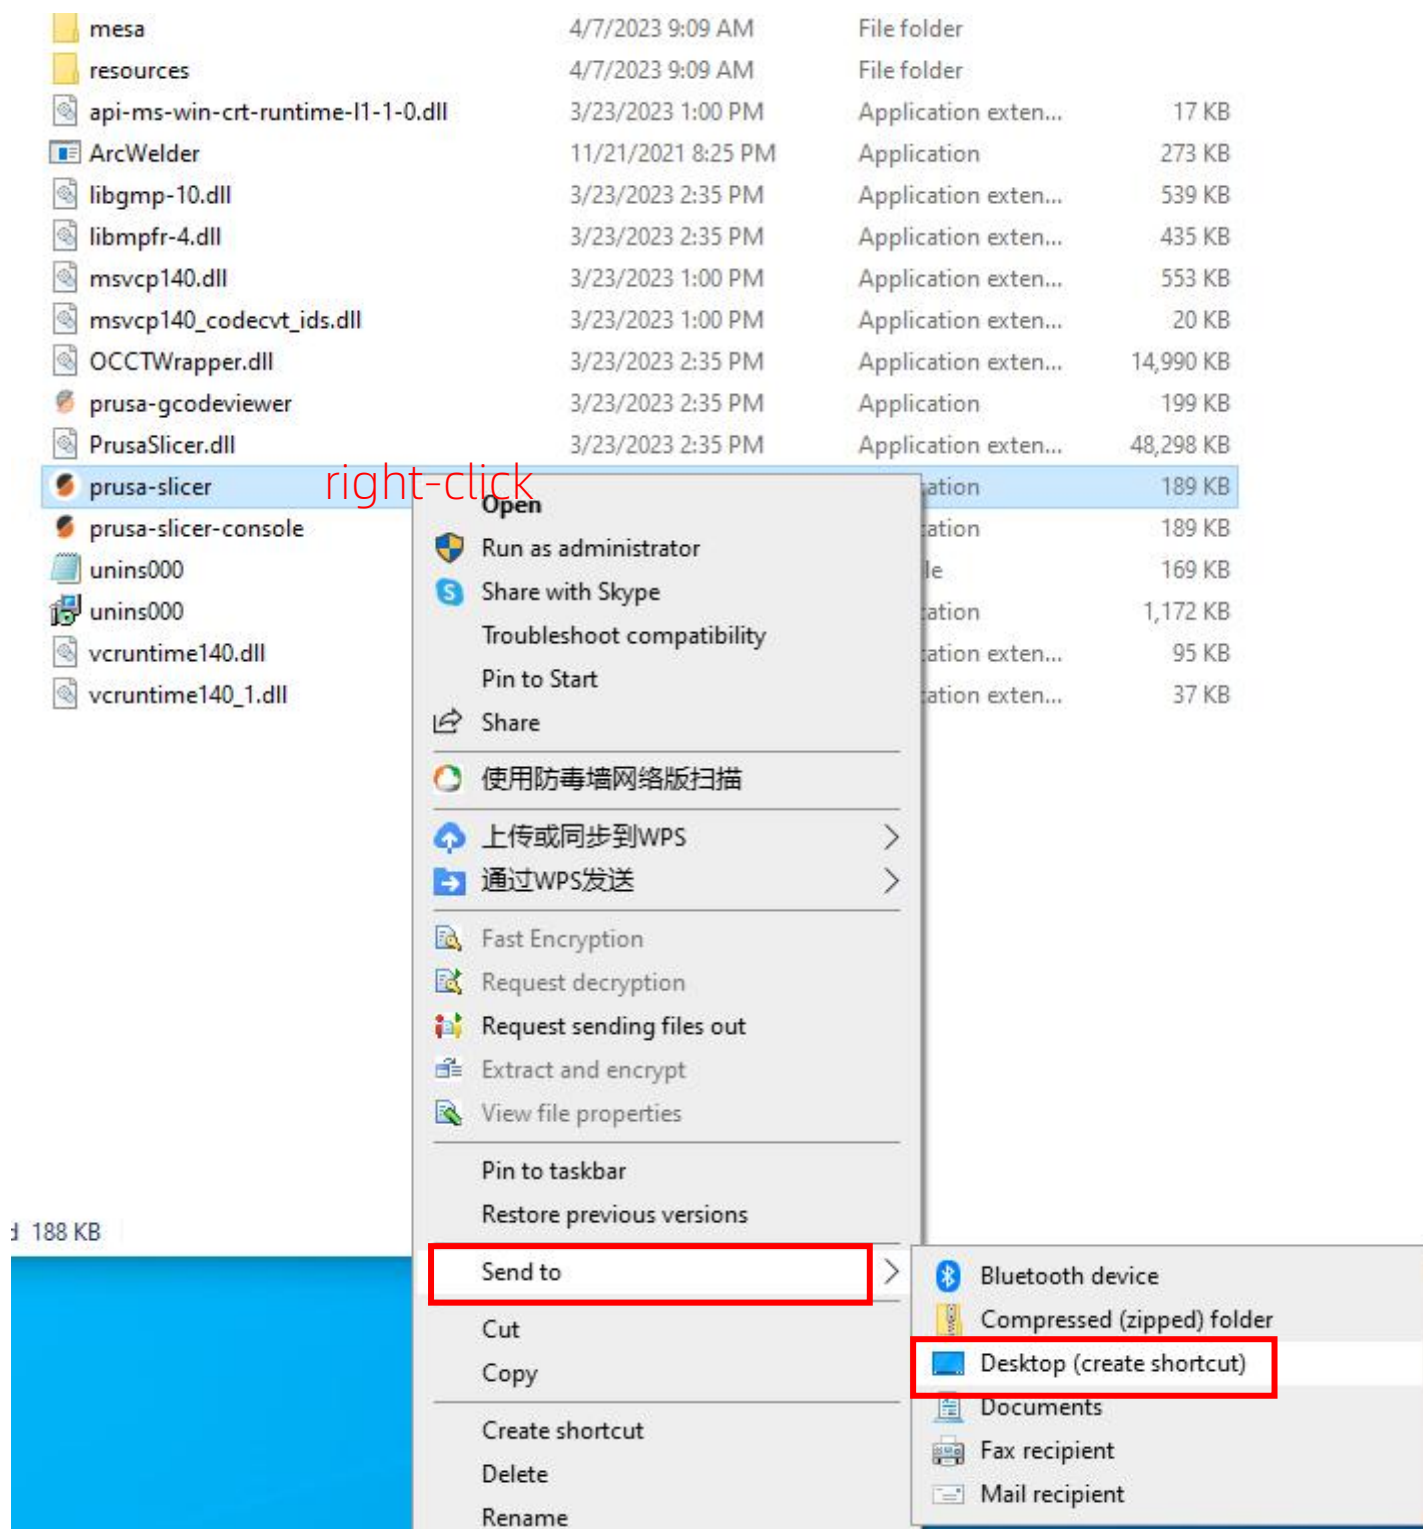 mesa 4/7/2023 9:09 AM File folder
resources 4/7/2023 9:09 AM File folder
api-ms-win-crt-runtime-l1-1-0.dll 3/23/2023 1:00 PM Application exten... 17 KB
ArcWelder 11/21/2021 8:25 PM Application 273 KB
libgmp-10.dll 3/23/2023 2:35 PM Application exten... 539 KB
libmpfr-4.dll 3/23/2023 2:35 PM Application exten... 435 KB
msvcp140.dll 3/23/2023 1:00 PM Application exten... 553 KB
msvcp140_codecvt_ids.dll 3/23/2023 1:00 PM Application exten... 20 KB
OCCTWrapper.dll 3/23/2023 2:35 PM Application exten... 14,990 KB
prusa-gcodeviewer 3/23/2023 2:35 PM Application 199 KB
PrusaSlicer.dll 3/23/2023 2:35 PM Application exten... 48,298 KB
prusa-slicer right-click ation 189 KB
prusa-slicer-console ation 189 KB
unins000 le 169 KB
unins000 ation 1,172 KB
vcruntime140.dll ation exten... 95 KB
vcruntime140_1.dll ation exten... 37 KB
Open
Run as administrator
Share with Skype
Troubleshoot compatibility
Pin to Start
Share
使用防毒墙网络版扫描
上传或同步到WPS
通过WPS发送
Fast Encryption
Request decryption
Request sending files out
Extract and encrypt
View file properties
Pin to taskbar
Restore previous versions
d 188 KB
Send to
Cut
Copy
Create shortcut
Delete
Rename
Bluetooth device
Compressed (zipped) folder
Desktop (create shortcut)
Documents
Fax recipient
Mail recipient